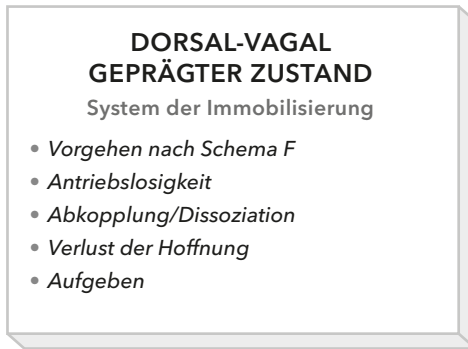 DORSAL-VAGAL
GEPRÄGTER ZUSTAND
System der Immobilisierung
• Vorgehen nach Schema F
• Antriebslosigkeit
• Abkopplung/Dissoziation
• Verlust der Hoffnung
• Aufgeben